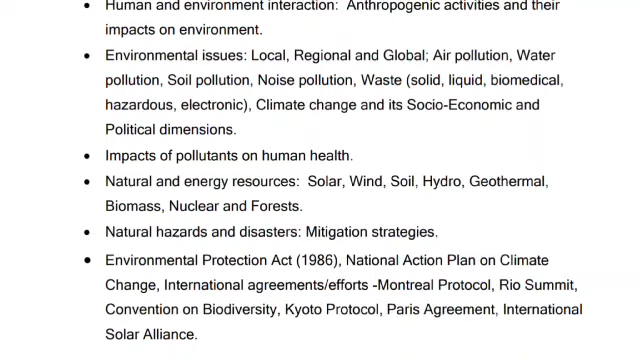 • Human and environment interaction: Anthropogenic activities and their
impacts on environment.
• Environmental issues: Local, Regional and Global; Air pollution, Water
pollution, Soil pollution, Noise pollution, Waste (solid, liquid, biomedical,
hazardous, electronic), Climate change and its Socio-Economic and
Political dimensions.
• Impacts of pollutants on human health.
• Natural and energy resources: Solar, Wind, Soil, Hydro, Geothermal,
Biomass, Nuclear and Forests.
• Natural hazards and disasters: Mitigation strategies.
• Environmental Protection Act (1986), National Action Plan on Climate
Change, International agreements/efforts -Montreal Protocol, Rio Summit,
Convention on Biodiversity, Kyoto Protocol, Paris Agreement, International
Solar Alliance.